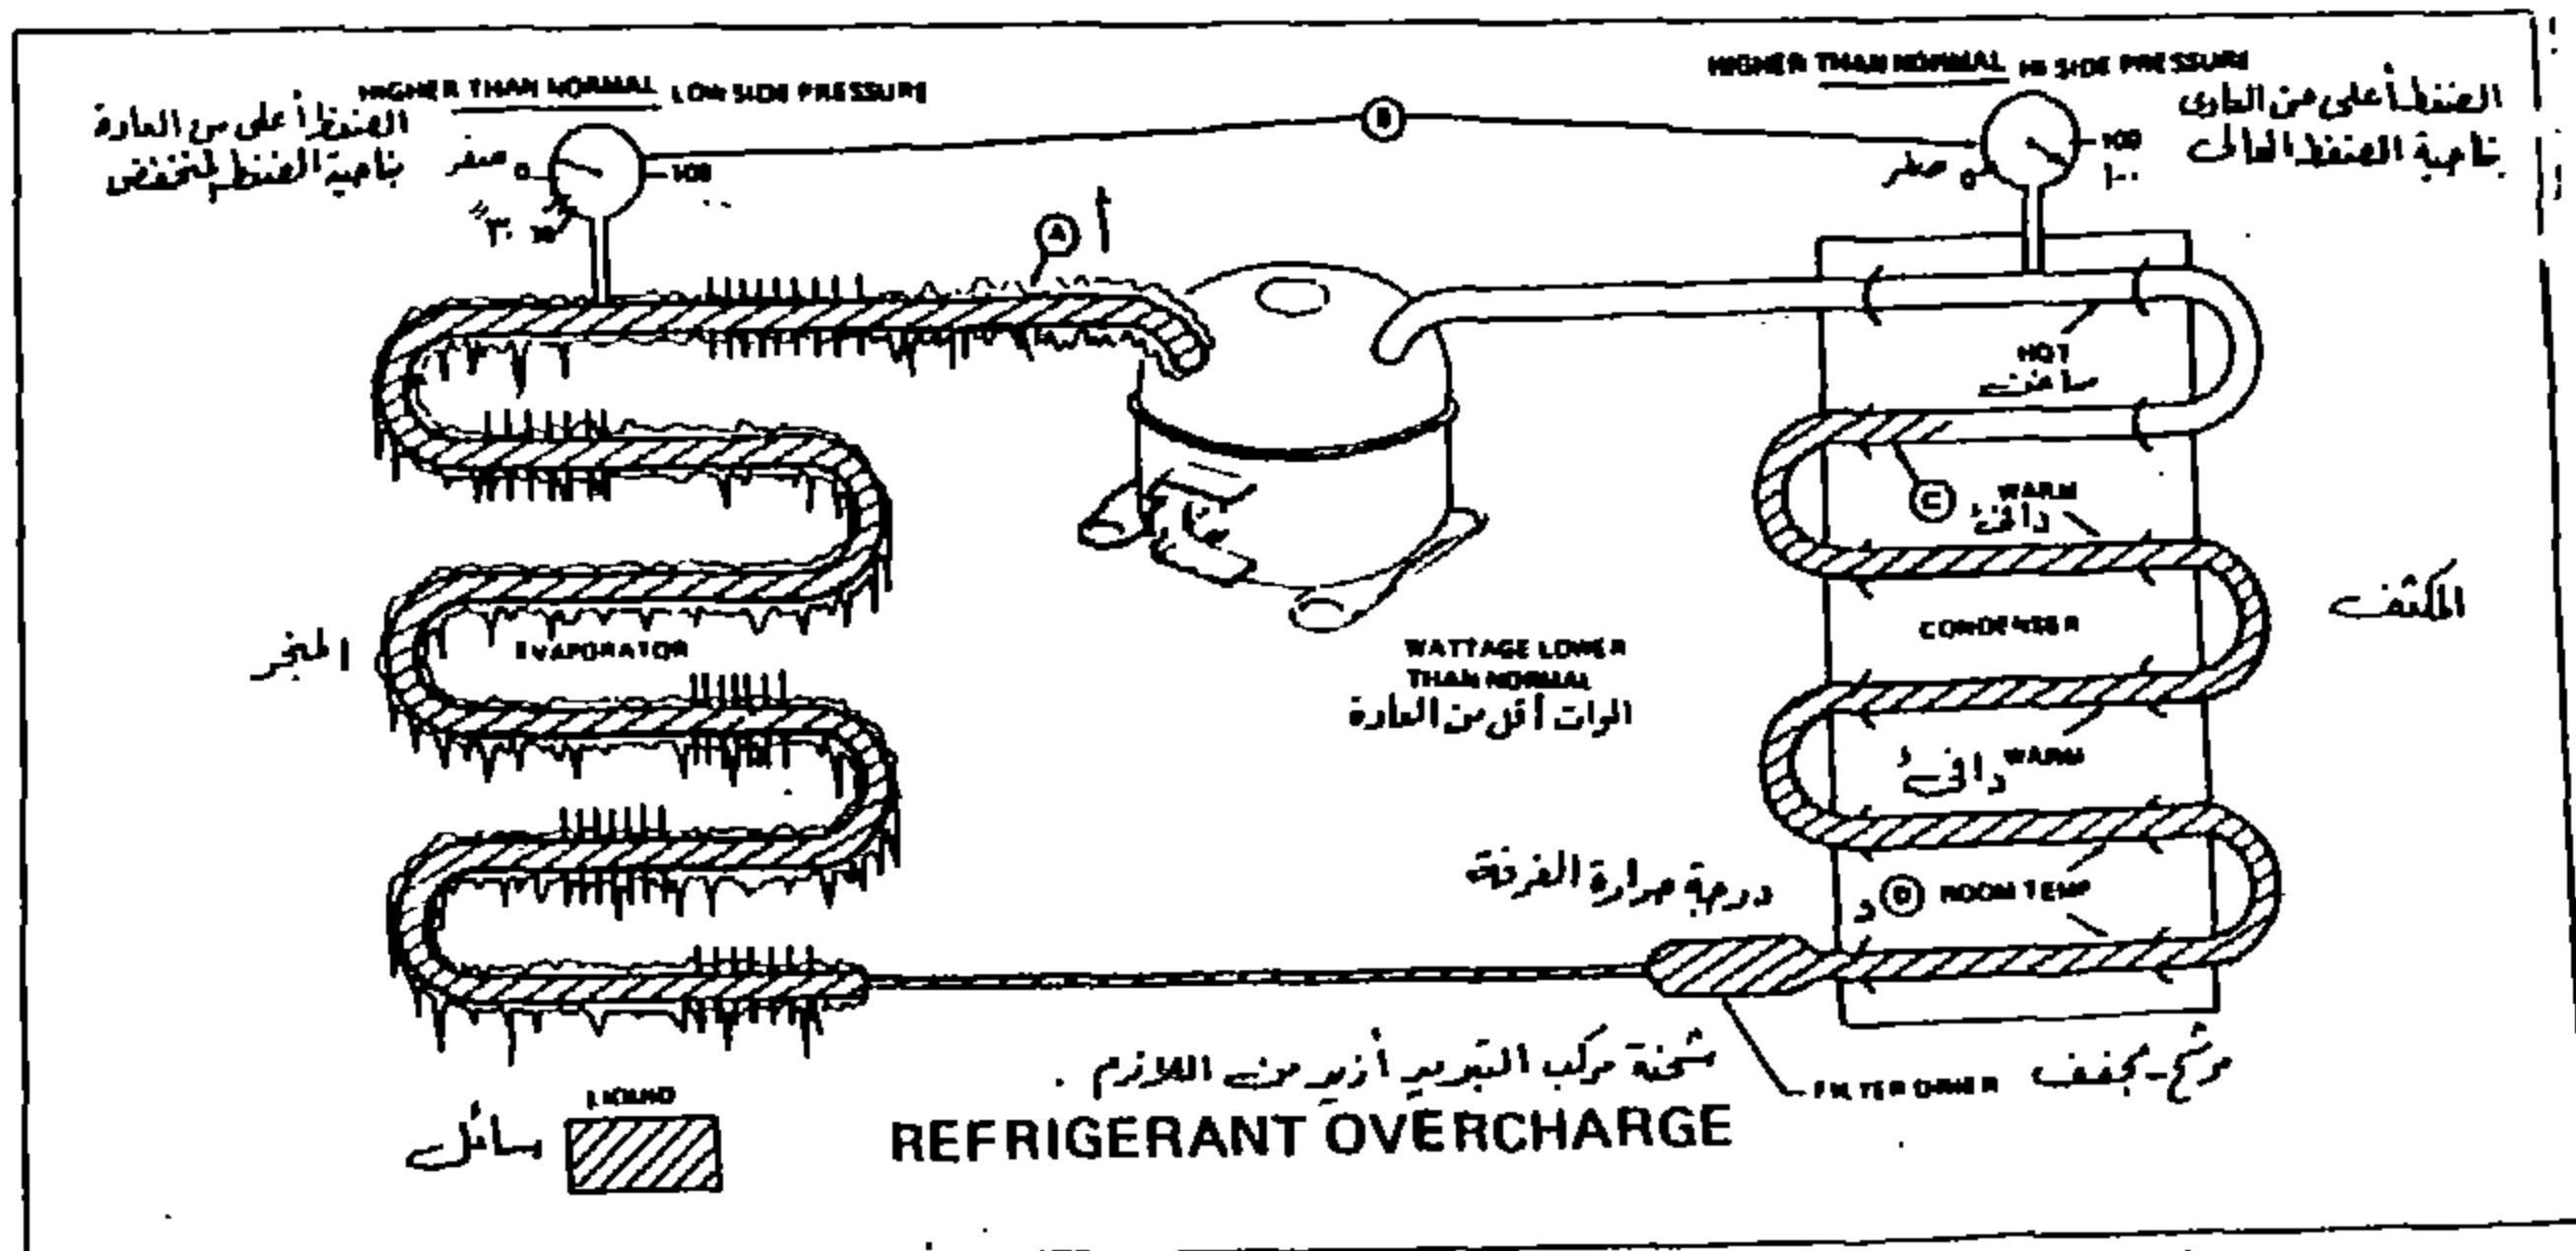 HIGHER THAN NORMAL LOW SIDE PRESSURE
الضغط أعلى من العادة
بناحية الضغط المنخفض
صفر 0
100
٣٠
HIGHER THAN NORMAL HI SIDE PRESSURE
الضغط أعلى من العادى
بناحية الضغط العالى
صفر 0
100
١٠٠
B
A أ
HOT
ساخن
C
WARM
دافئ
CONDENSER
المكثف
EVAPORATOR
المبخر
WATTAGE LOWER
THAN NORMAL
الوات أقل من العادة
WARM
دافئ
درجة حرارة الغرفة
د D ROOM TEMP
FILTER DRIER
مرشح - مجفف
شحنة مركب التبريد أزيد من اللازم .
REFRIGERANT OVERCHARGE
LIQUID
سائل